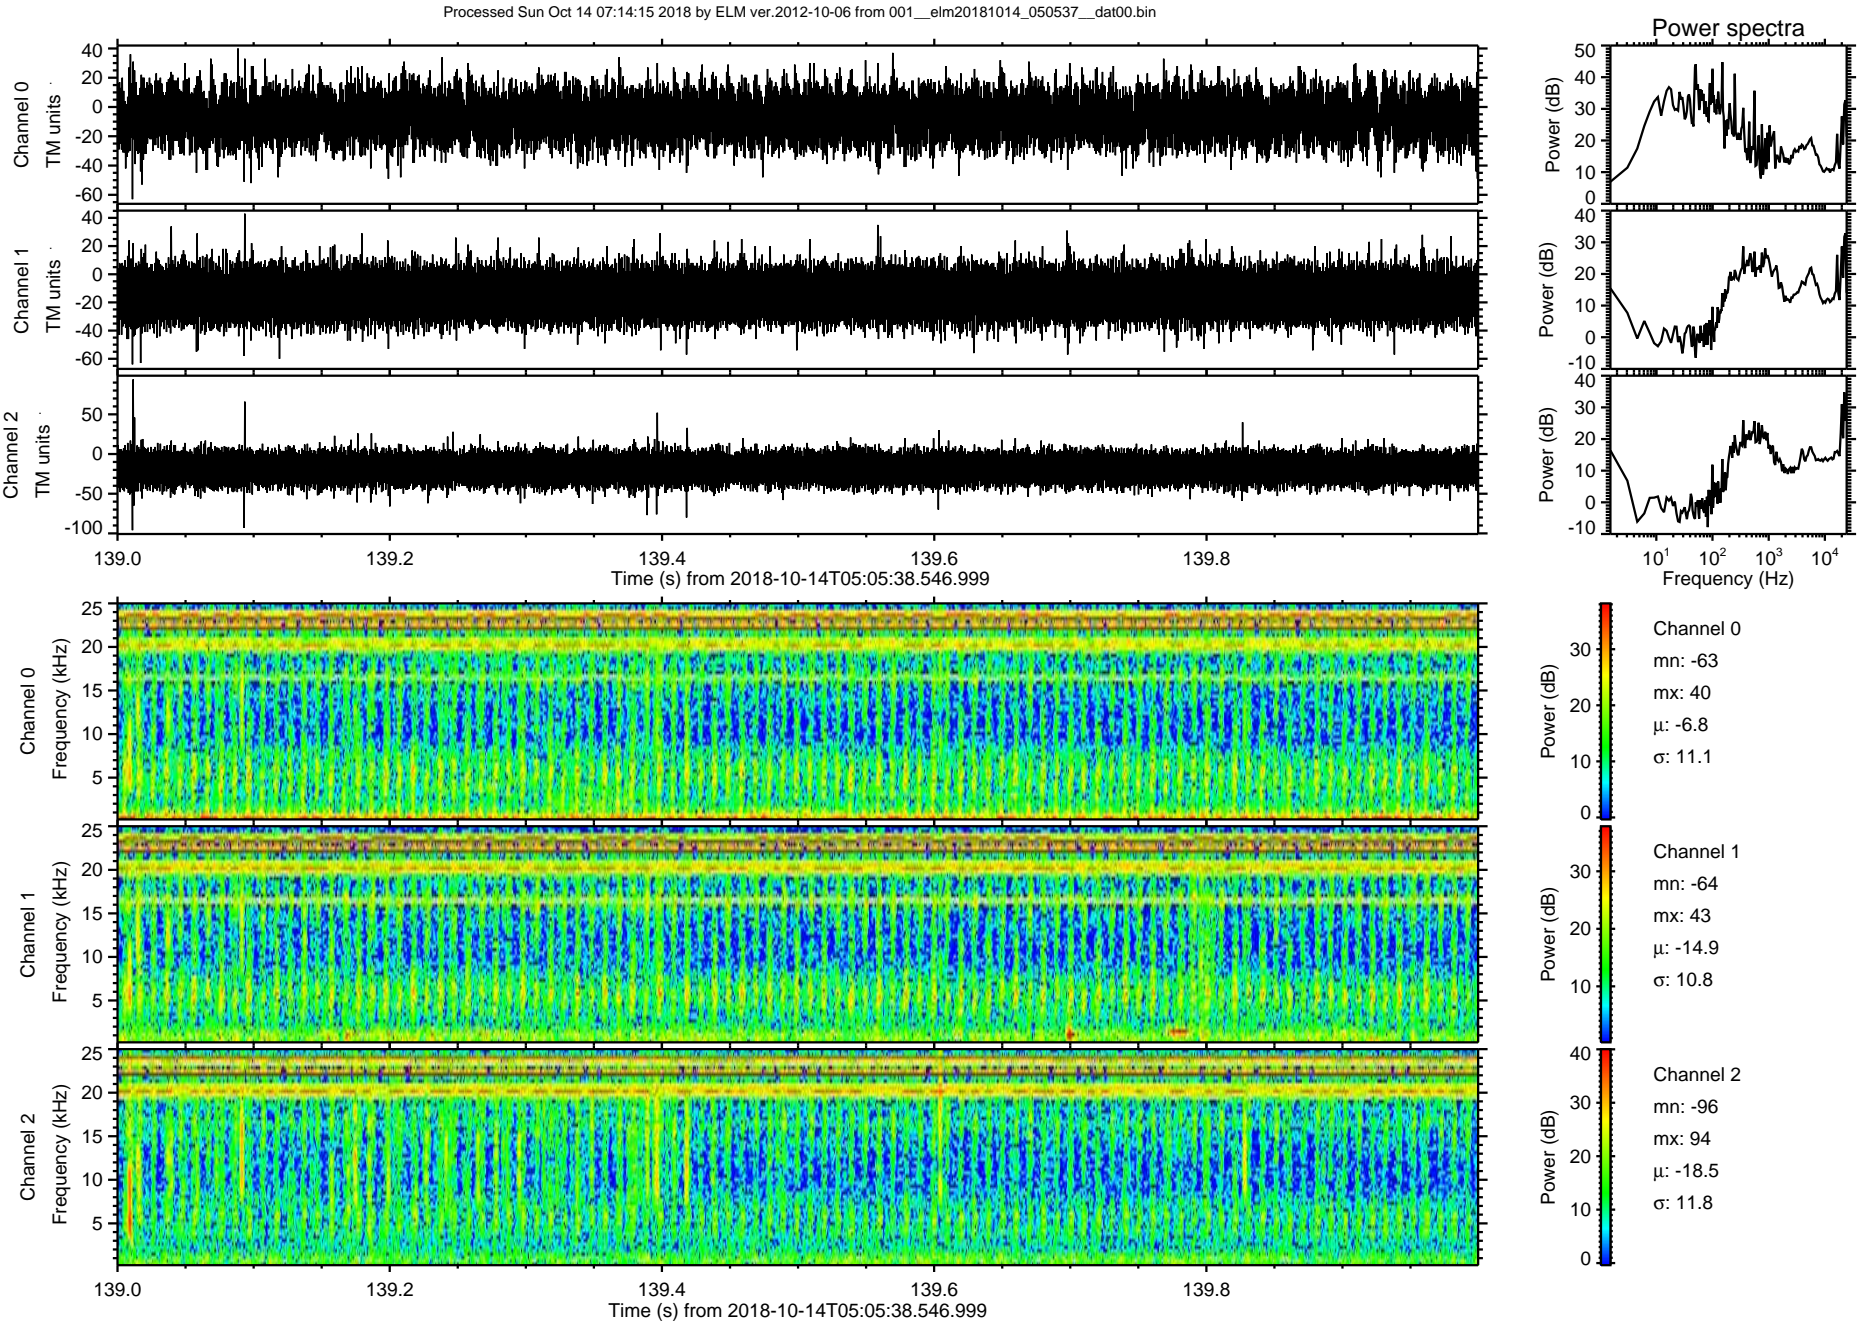 Processed Sun Oct 14 07:14:15 2018 by ELM ver.2012-10-06 from 001__elm20181014_050537__dat00.bin
Power spectra
Channel 0
TM units
40
20
0
-20
-40
-60
Power (dB)
50
40
30
20
10
0
Channel 1
TM units
40
20
0
-20
-40
-60
Power (dB)
40
30
20
10
0
-10
Channel 2
TM units
50
0
-50
-100
Power (dB)
40
30
20
10
0
-10
139.0 139.2 139.4 139.6 139.8
Time (s) from 2018-10-14T05:05:38.546.999
10¹ 10² 10³ 10⁴
Frequency (Hz)
Channel 0
Frequency (kHz)
25
20
15
10
5
Power (dB)
30
20
10
0
Channel 0
mn: -63
mx: 40
μ: -6.8
σ: 11.1
Channel 1
Frequency (kHz)
25
20
15
10
5
Power (dB)
30
20
10
Channel 1
mn: -64
mx: 43
μ: -14.9
σ: 10.8
Channel 2
Frequency (kHz)
25
20
15
10
5
Power (dB)
40
30
20
10
0
Channel 2
mn: -96
mx: 94
μ: -18.5
σ: 11.8
139.0 139.2 139.4 139.6 139.8
Time (s) from 2018-10-14T05:05:38.546.999